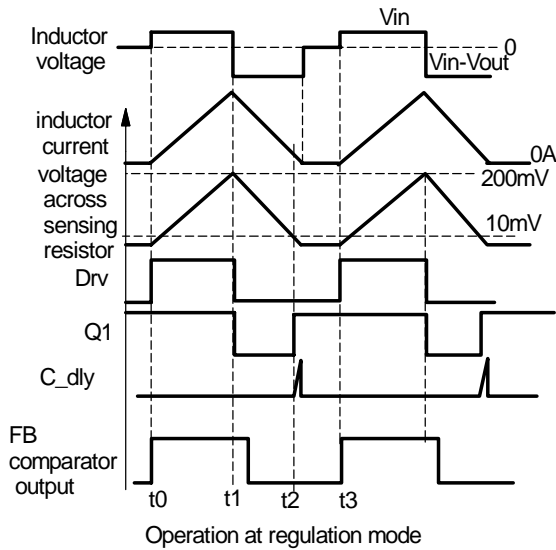 Vin
Inductor
voltage
0
Vin-Vout
inductor
current
0A
voltage
across
sensing
resistor
200mV
10mV
Drv
Q1
C_dly
FB
comparator
output
t0
t1
t2
t3
Operation at regulation mode